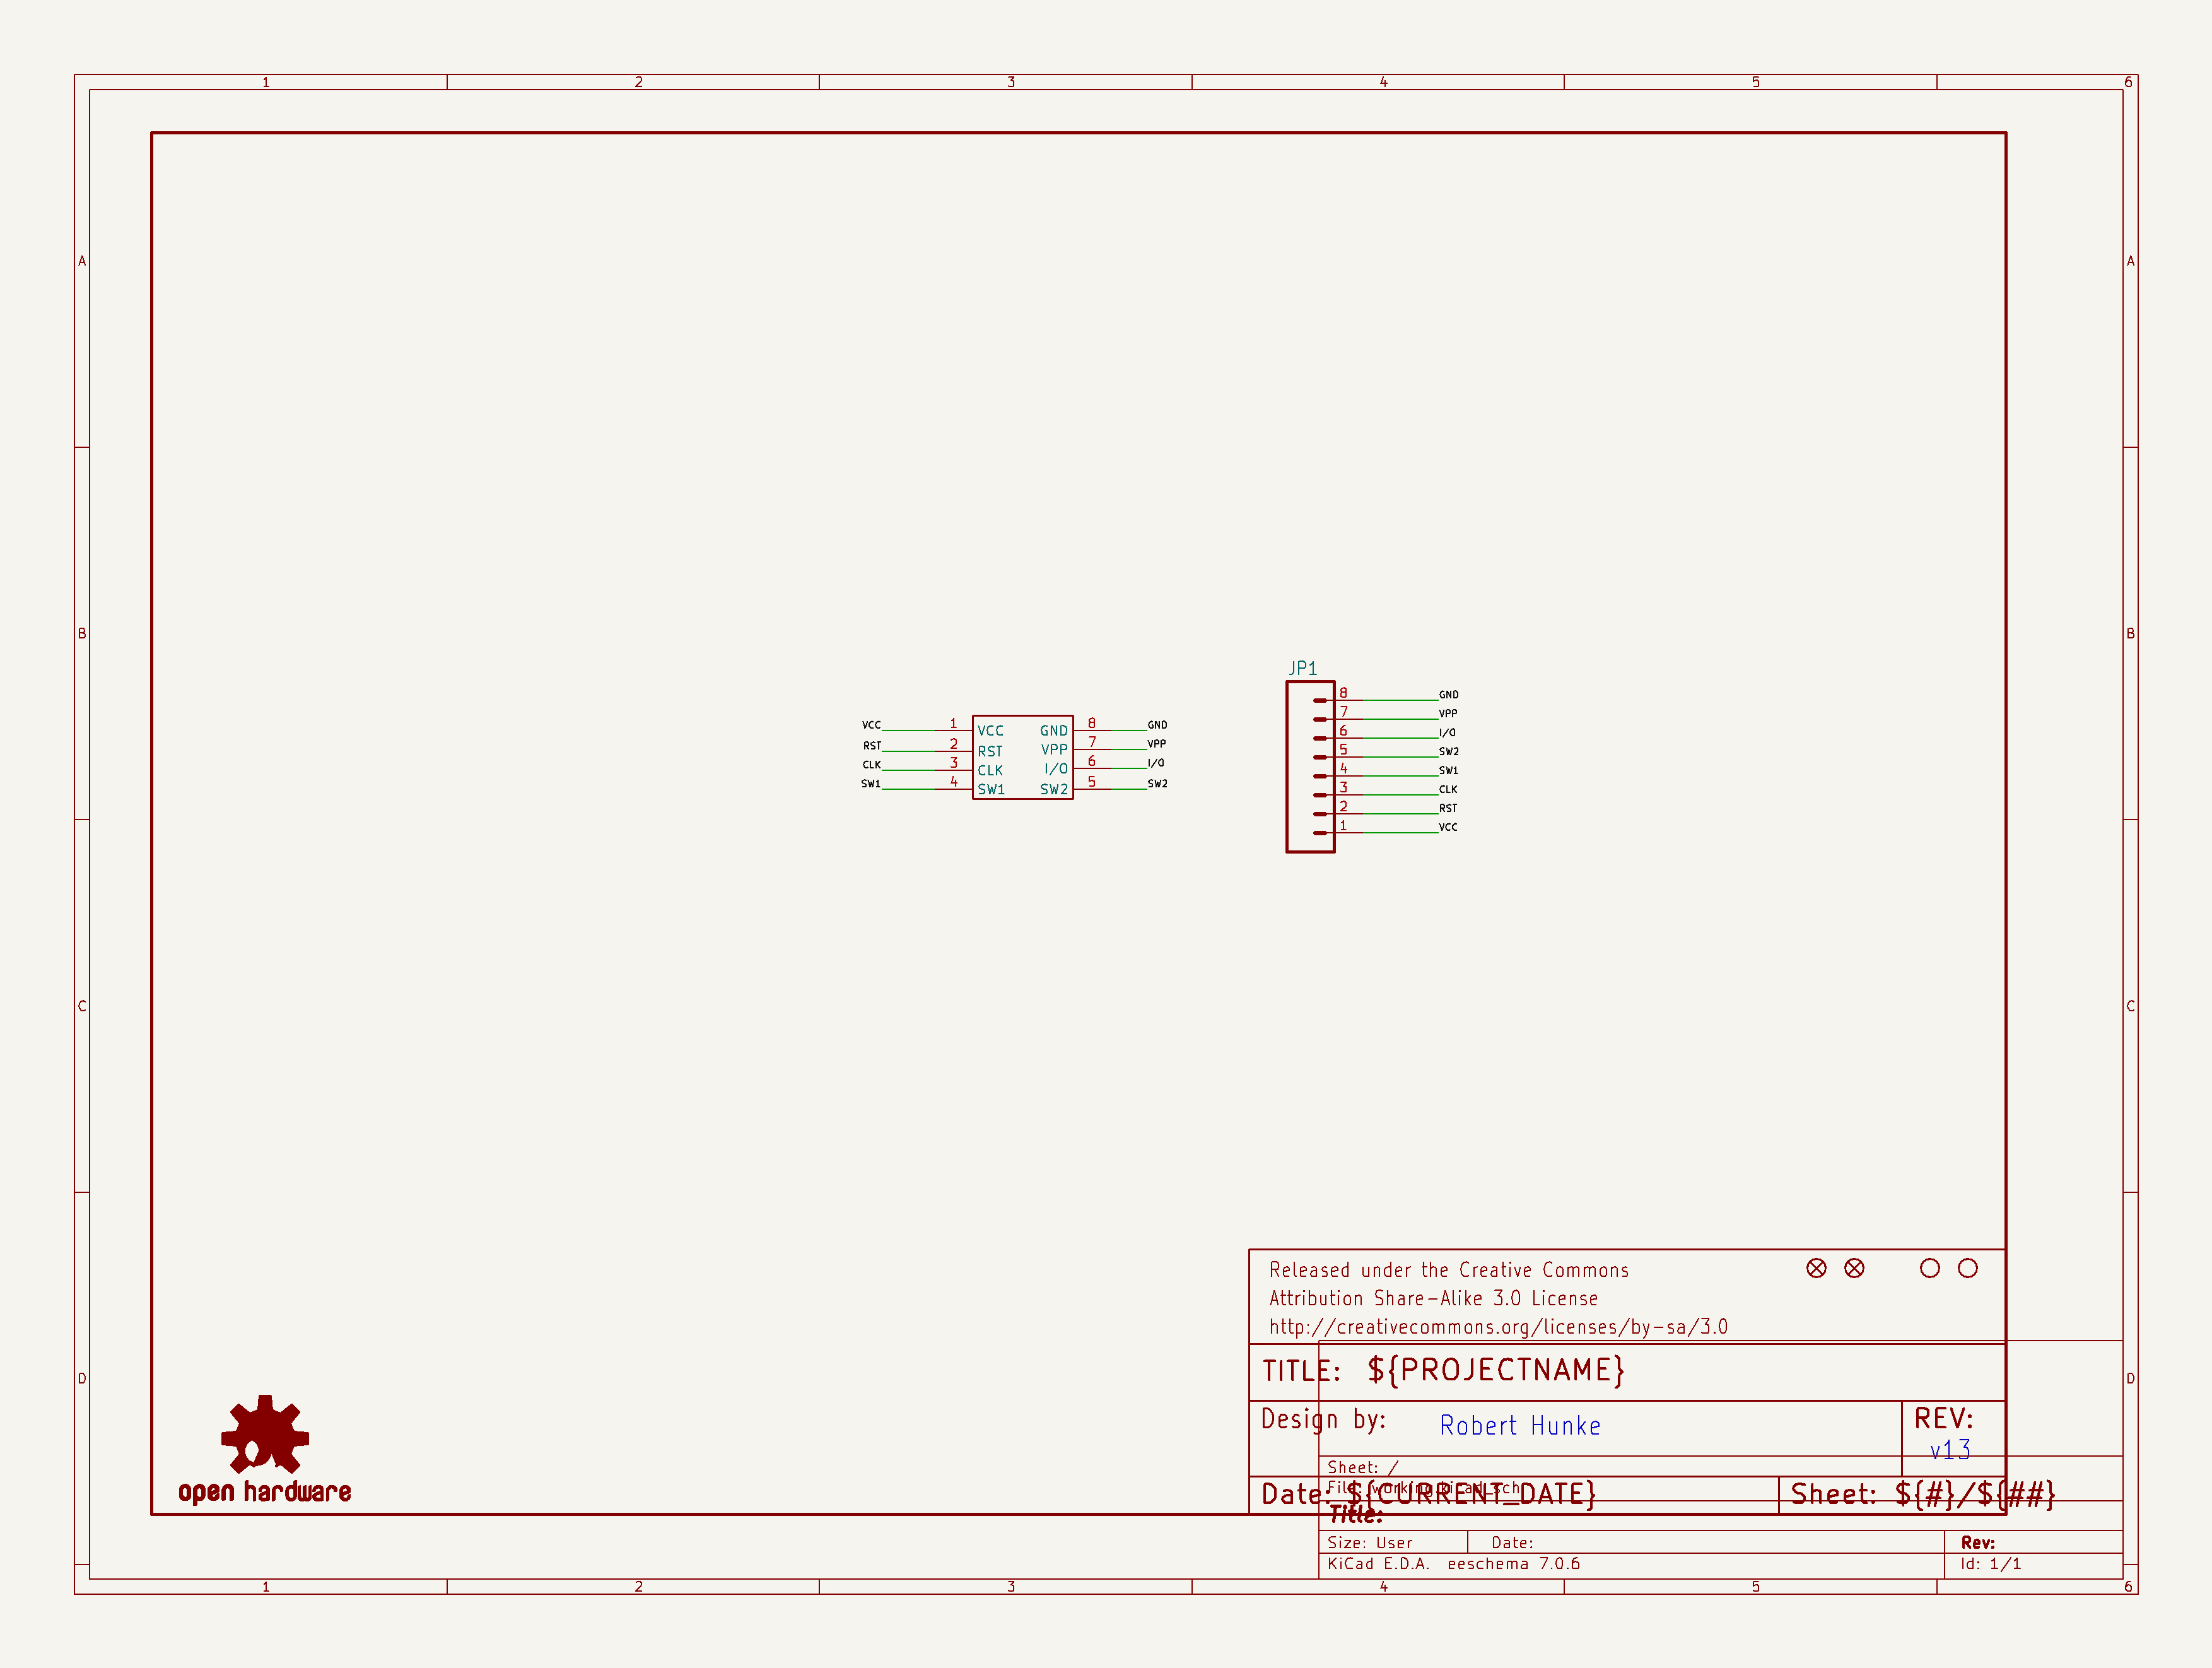 1 2 3 4 5 6
A A
B B
JP1
8 GND
7 VPP
6 I/O
5 SW2
4 SW1
3 CLK
2 RST
1 VCC
VCC 1 VCC GND 8 GND
RST 2 RST VPP 7 VPP
CLK 3 CLK I/O 6 I/O
SW1 4 SW1 SW2 5 SW2
C C
D D
Released under the Creative Commons
Attribution Share-Alike 3.0 License
http://creativecommons.org/licenses/by-sa/3.0
TITLE: ${PROJECTNAME}
Design by: Robert Hunke
REV:
v13
Sheet: /
File: working.kicad_sch
Date: ${CURRENT_DATE}
Sheet: ${#}/${##}
Title:
Size: User Date: Rev:
KiCad E.D.A. eeschema 7.0.6 Id: 1/1
open hardware
1 2 3 4 5 6